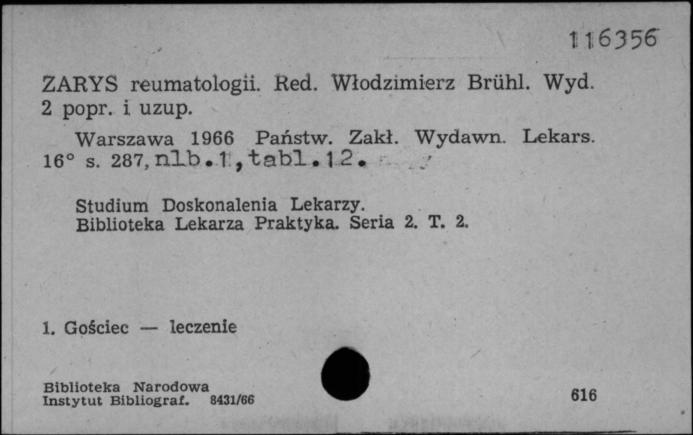 116356
ZARYS reumatologii. Red. Włodzimierz Brühl. Wyd.
2 popr. i uzup.
Warszawa 1966 Państw. Zakł. Wydawn. Lekars.
16° s. 287, nlb.1, tabl.12.
Studium Doskonalenia Lekarzy.
Biblioteka Lekarza Praktyka. Seria 2. T. 2.
1. Gościec — leczenie
Biblioteka Narodowa
Instytut Bibliograf. 8431/66
616